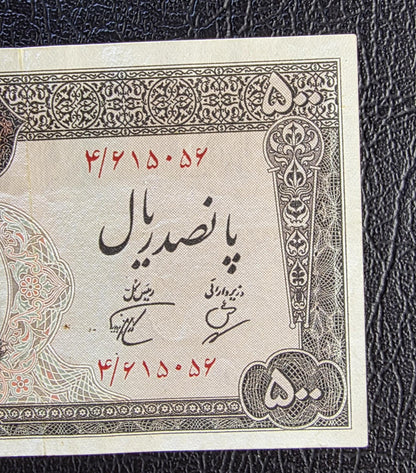 ۵۰۰
۴/۶۱۵۰۵۶
پانصد ریال
وزیر دارائی
رئیس کل
۴/۶۱۵۰۵۶
۵۰۰